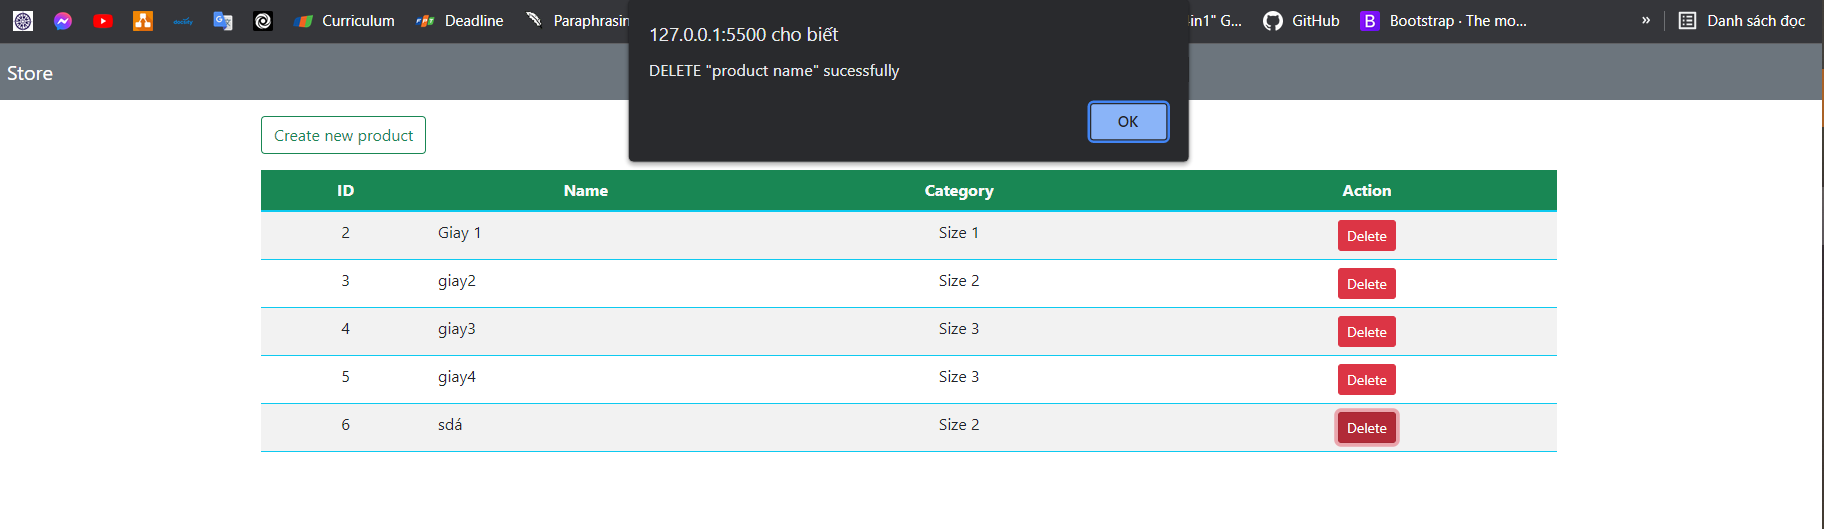 Curriculum Deadline Paraphrasin 4in1" G... GitHub Bootstrap · The mo... » Danh sách đọc
127.0.0.1:5500 cho biết
DELETE "product name" sucessfully
OK
Store
Create new product
ID Name Category Action
2 Giay 1 Size 1 Delete
3 giay2 Size 2 Delete
4 giay3 Size 3 Delete
5 giay4 Size 3 Delete
6 sdá Size 2 Delete